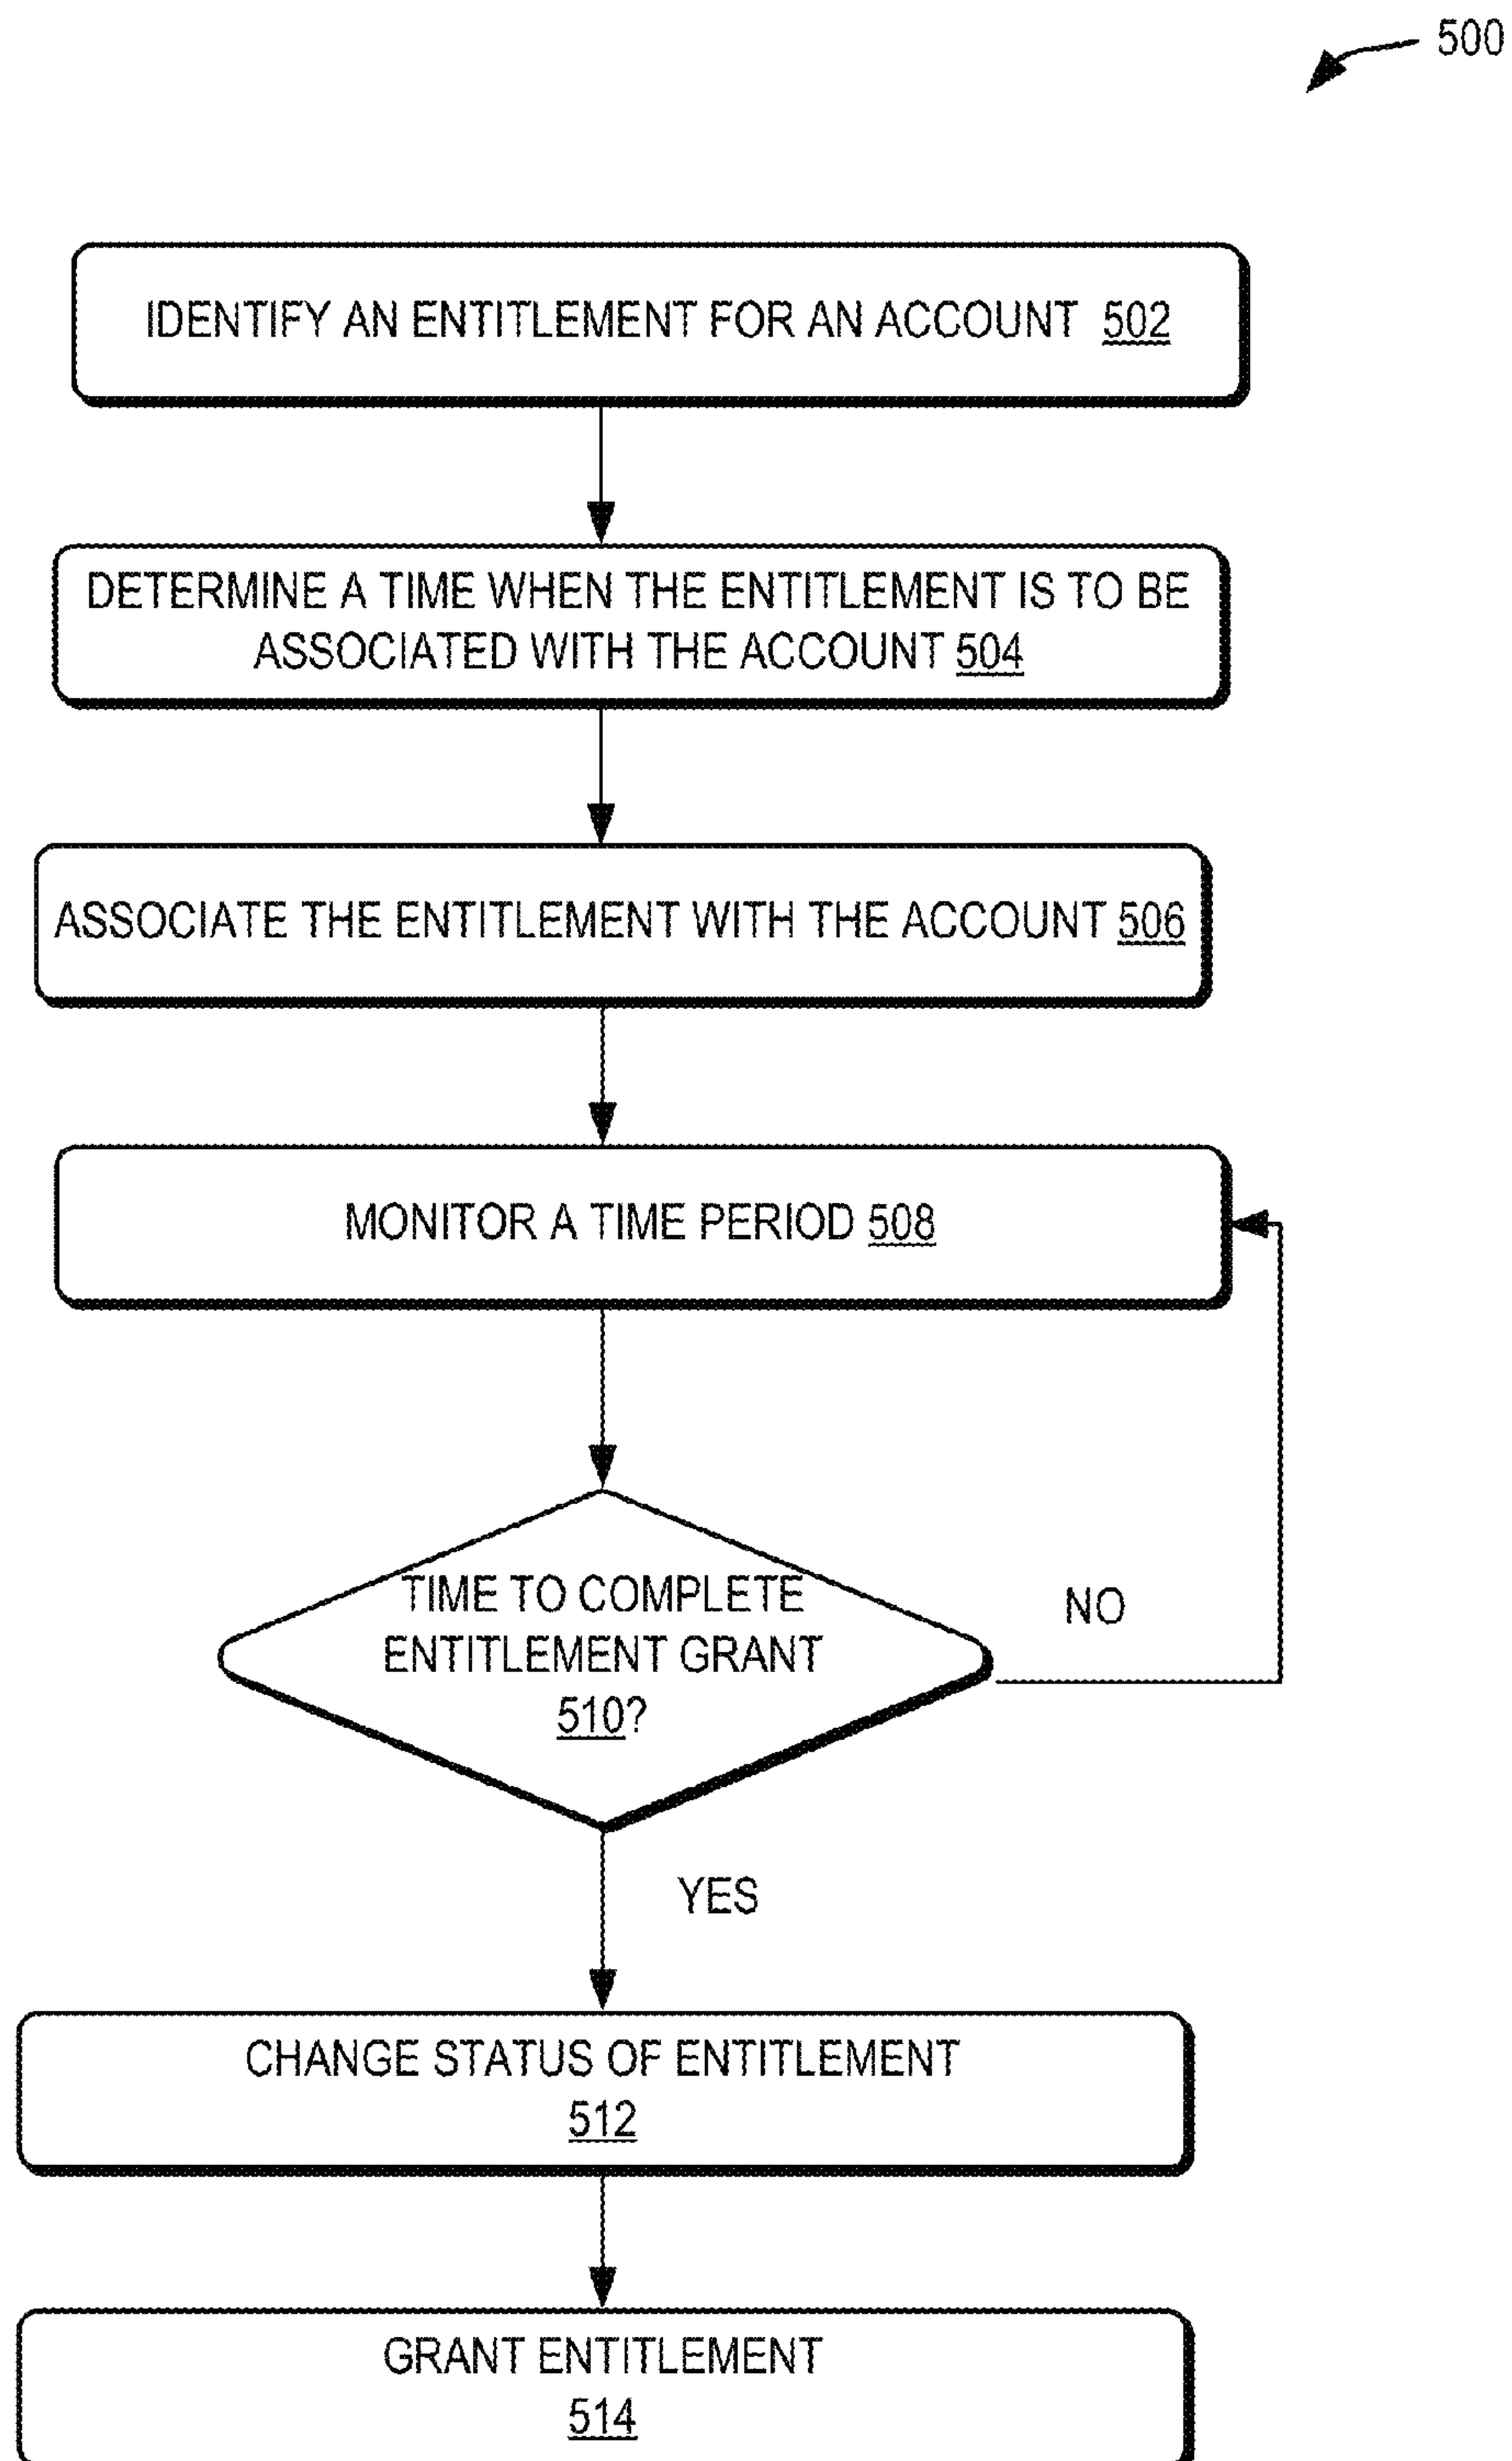 500
IDENTIFY AN ENTITLEMENT FOR AN ACCOUNT 502
DETERMINE A TIME WHEN THE ENTITLEMENT IS TO BE
ASSOCIATED WITH THE ACCOUNT 504
ASSOCIATE THE ENTITLEMENT WITH THE ACCOUNT 506
MONITOR A TIME PERIOD 508
TIME TO COMPLETE
ENTITLEMENT GRANT
510?
NO
YES
CHANGE STATUS OF ENTITLEMENT
512
GRANT ENTITLEMENT
514